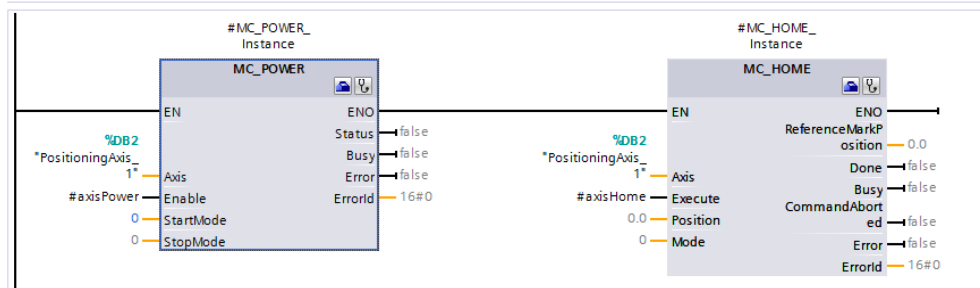 #MC_POWER_
Instance
MC_POWER
EN
ENO
Status
false
Busy
false
Error
false
ErrorId
16#0
%DB2
"PositioningAxis_
1"
Axis
#axisPower
Enable
0
StartMode
0
StopMode
#MC_HOME_
Instance
MC_HOME
EN
ENO
ReferenceMarkP
osition
0.0
Done
false
Busy
false
CommandAbort
ed
false
Error
false
ErrorId
16#0
%DB2
"PositioningAxis_
1"
Axis
#axisHome
Execute
0.0
Position
0
Mode